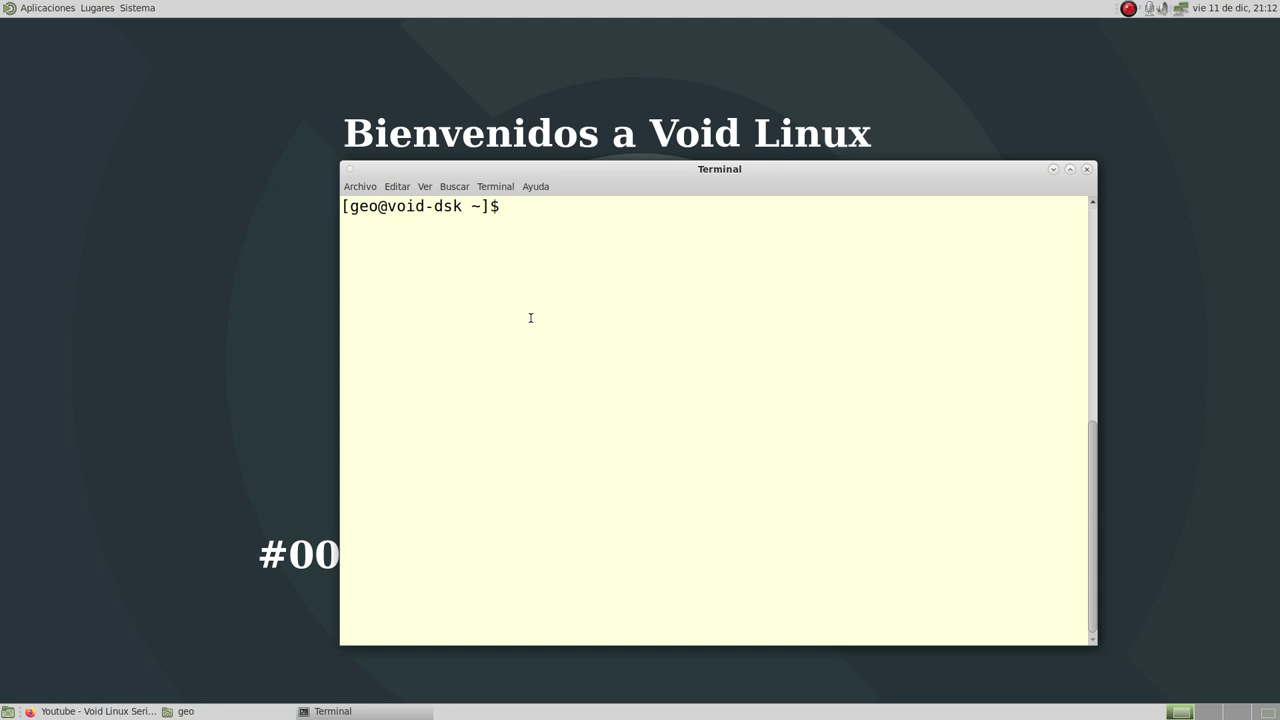 Aplicaciones Lugares Sistema
vie 11 de dic, 21:12
Bienvenidos a Void Linux
Terminal
Archivo Editar Ver Buscar Terminal Ayuda
[geo@void-dsk ~]$
#00
Youtube - Void Linux Seri... geo Terminal